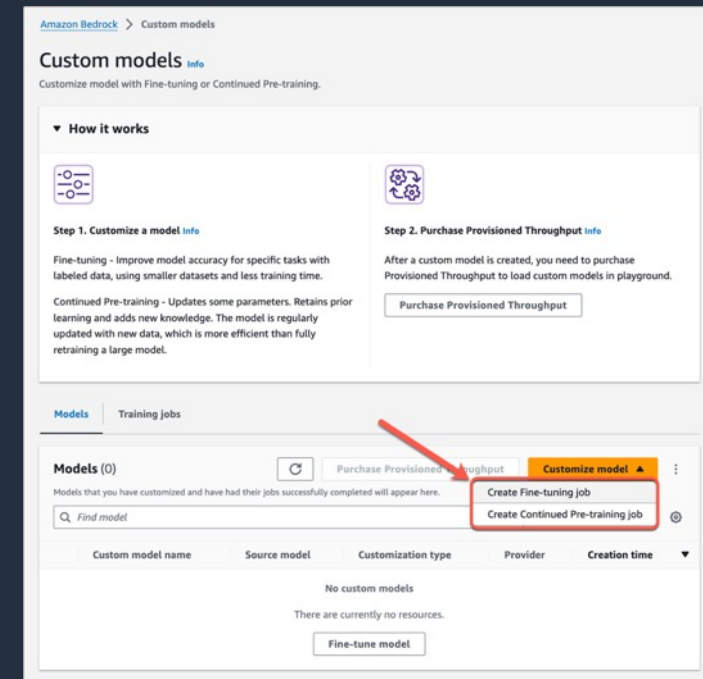 Amazon Bedrock > Custom models
Custom models Info
Customize model with Fine-tuning or Continued Pre-training.
▼ How it works
Step 1. Customize a model Info
Fine-tuning - Improve model accuracy for specific tasks with
labeled data, using smaller datasets and less training time.
Continued Pre-training - Updates some parameters. Retains prior
learning and adds new knowledge. The model is regularly
updated with new data, which is more efficient than fully
retraining a large model.
Step 2. Purchase Provisioned Throughput Info
After a custom model is created, you need to purchase
Provisioned Throughput to load custom models in playground.
Purchase Provisioned Throughput
Models Training jobs
Models (0) Purchase Provisioned Throughput Customize model ▲
Models that you have customized and have had their jobs successfully completed will appear here.
Create Fine-tuning job
Create Continued Pre-training job
Find model
Custom model name Source model Customization type Provider Creation time ▼
No custom models
There are currently no resources.
Fine-tune model